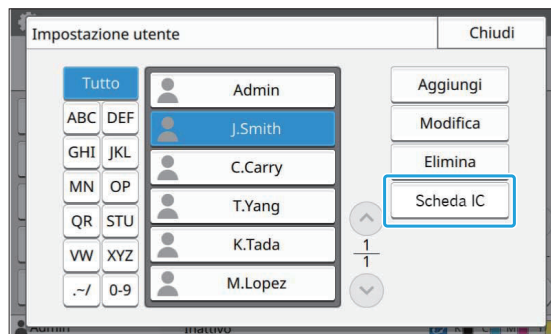 Impostazione utente
Chiudi
Tutto
ABC DEF
GHI JKL
MN OP
QR STU
VW XYZ
.~/ 0-9
Admin
J.Smith
C.Carry
T.Yang
K.Tada
M.Lopez
1
1
Aggiungi
Modifica
Elimina
Scheda IC
Admin
Inattivo